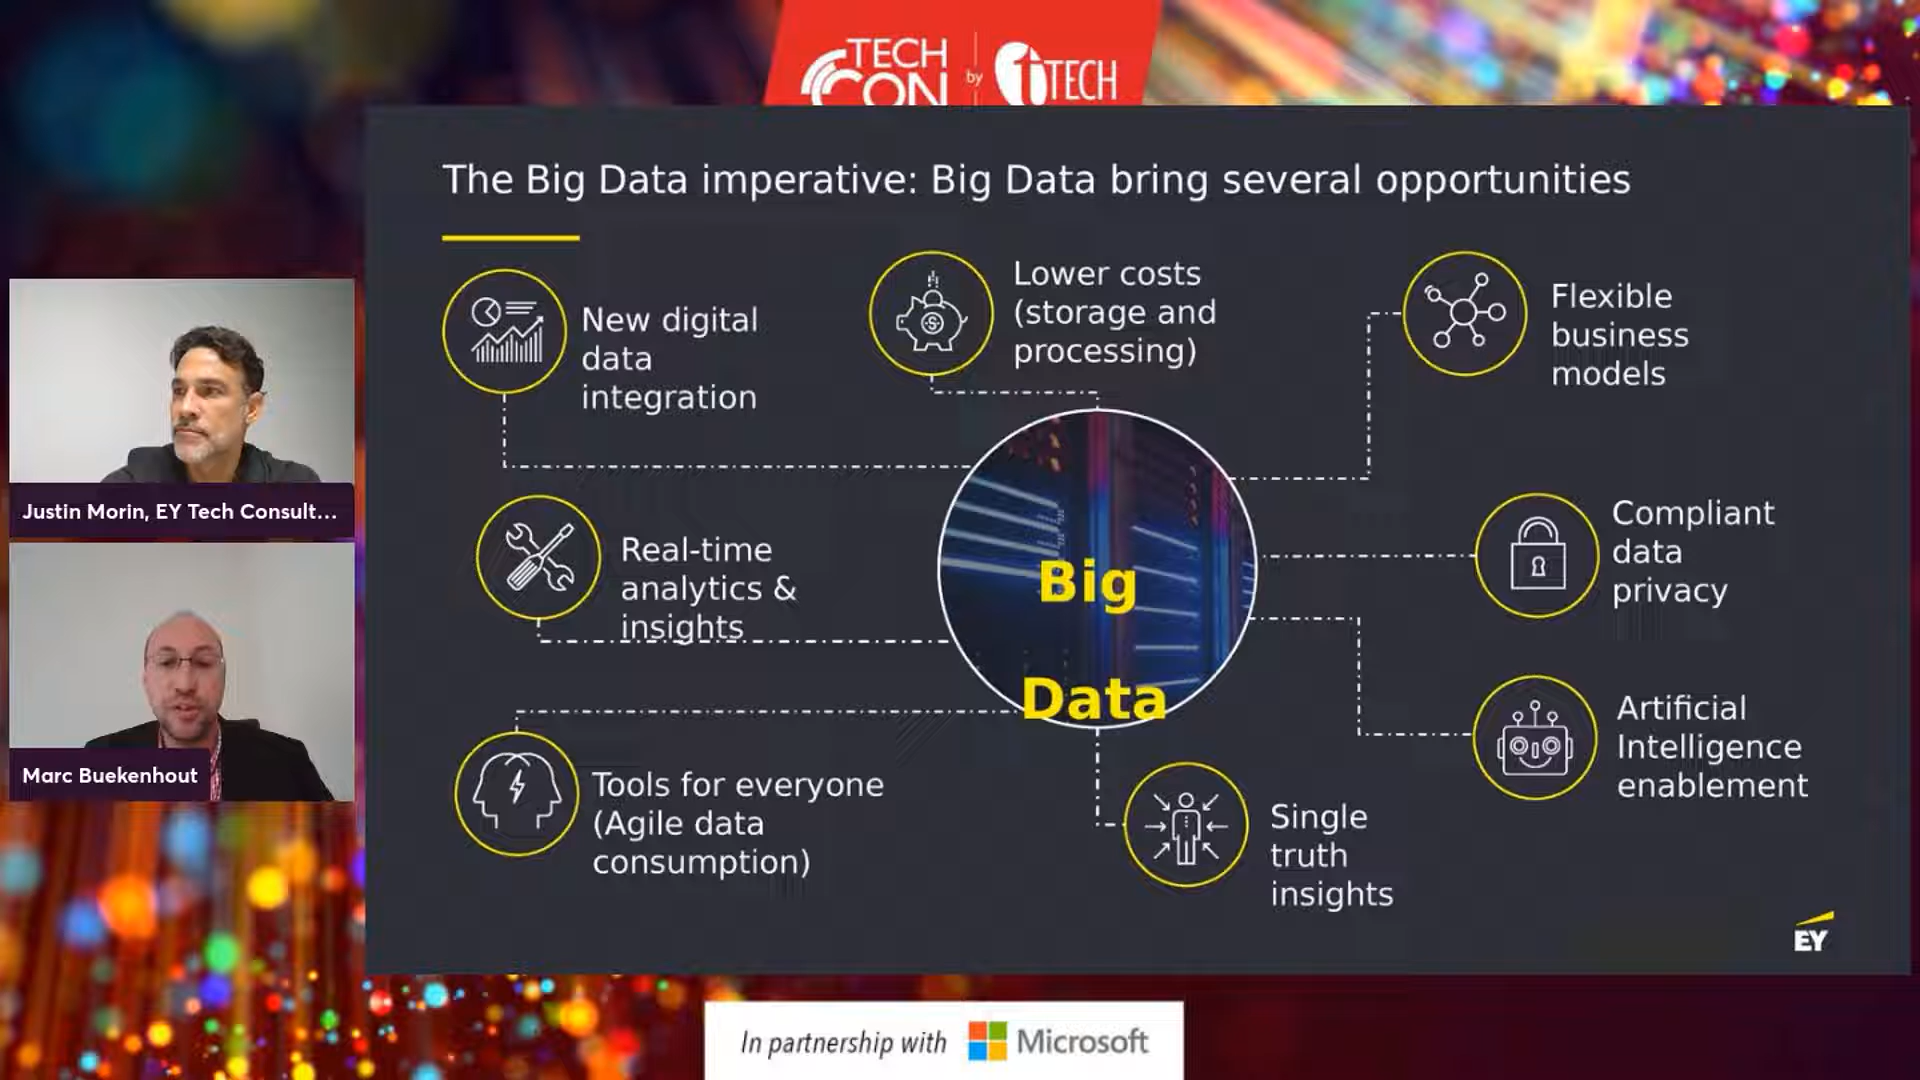 TECH
CON
by
1TECH
The Big Data imperative: Big Data bring several opportunities
New digital
data
integration
Lower costs
(storage and
processing)
Flexible
business
models
Real-time
analytics &
insights
Big
Data
Compliant
data
privacy
Tools for everyone
(Agile data
consumption)
Single
truth
insights
Artificial
Intelligence
enablement
EY
Justin Morin, EY Tech Consult...
Marc Buekenhout
In partnership with Microsoft